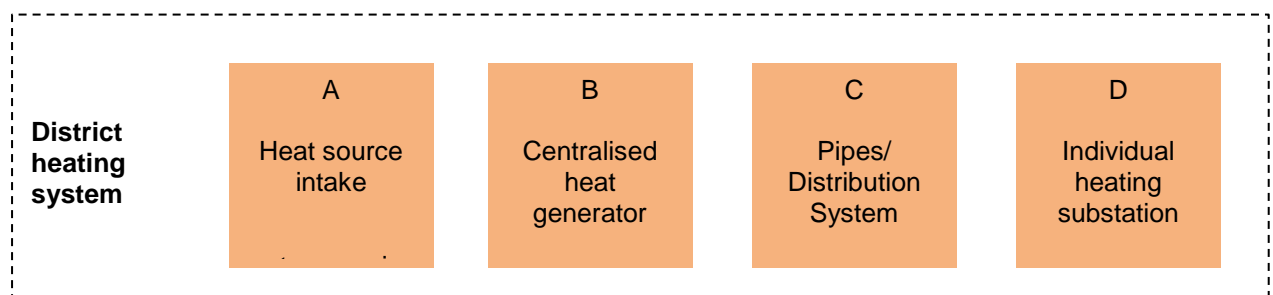 A
B
C
D
District
heating
system
Heat source
intake
Centralised
heat
generator
Pipes/
Distribution
System
Individual
heating
substation